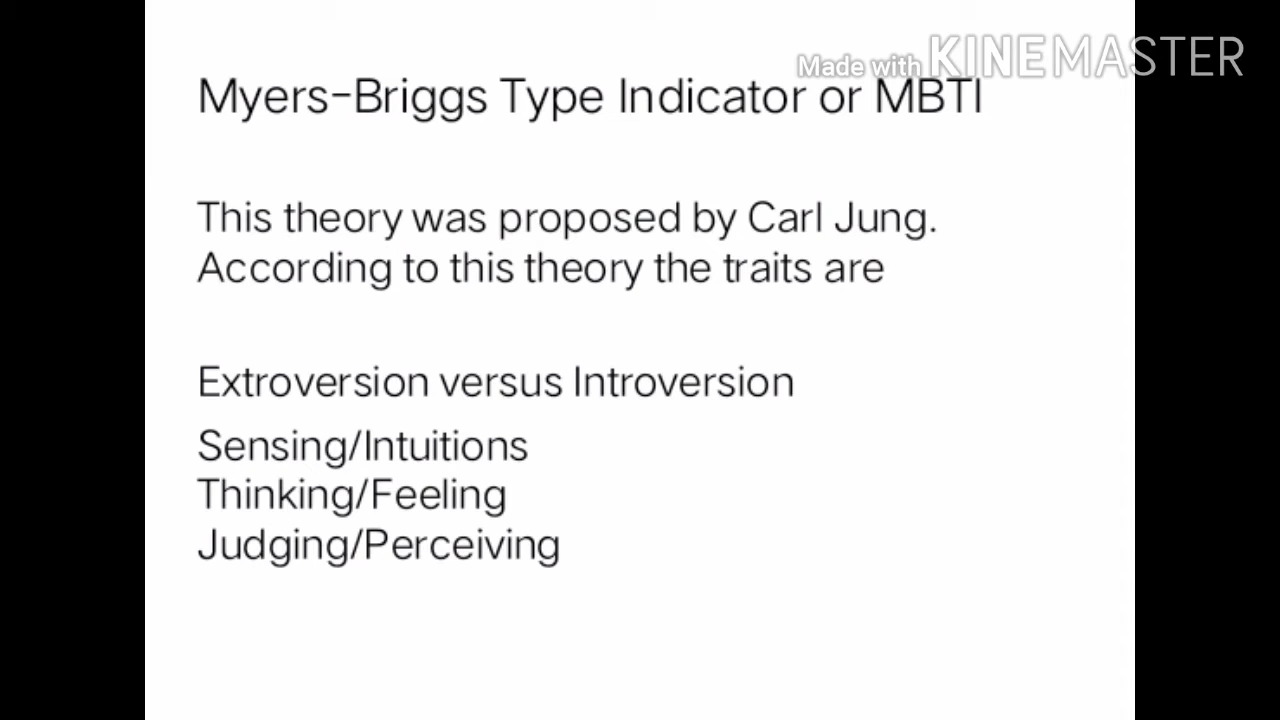 Made with KINEMASTER
Myers-Briggs Type Indicator or MBTI
This theory was proposed by Carl Jung.
According to this theory the traits are
Extroversion versus Introversion
Sensing/Intuitions
Thinking/Feeling
Judging/Perceiving